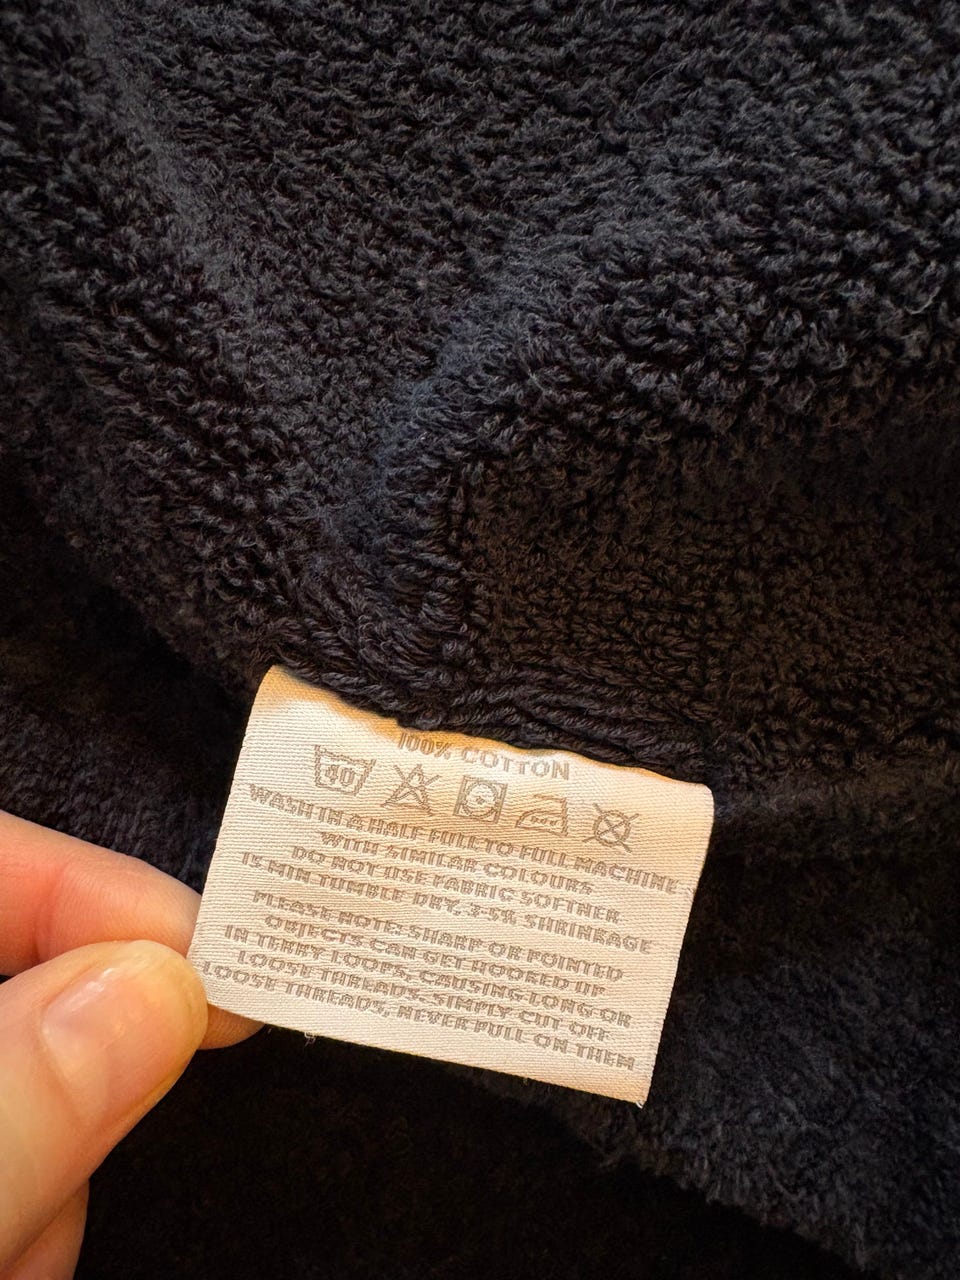 100% COTTON
40
WASH IN A HALF FULL TO FULL MACHINE
WITH SIMILAR COLOURS
DO NOT USE FABRIC SOFTNER
15 MIN TUMBLE DRY, 3-5% SHRINKAGE
PLEASE NOTE: SHARP OR POINTED
OBJECTS CAN GET HOOKED UP
IN TERRY LOOPS, CAUSING LONG OR
LOOSE THREADS. SIMPLY CUT OFF
LOOSE THREADS, NEVER PULL ON THEM